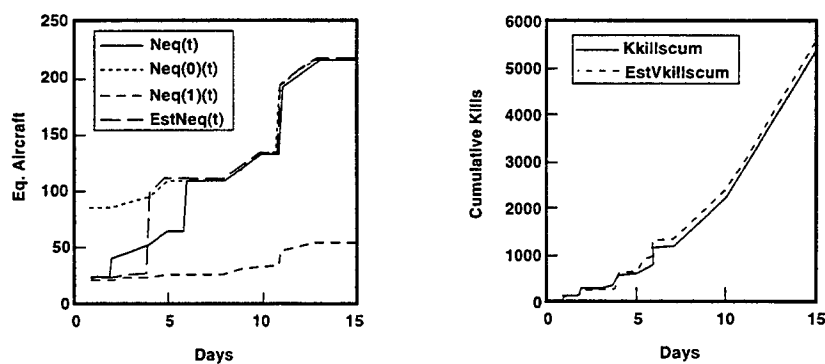 250
200
150
100
50
0
Eq. Aircraft
Neq(t)
Neq(0)(t)
Neq(1)(t)
EstNeq(t)
0 5 10 15
Days
6000
5000
4000
3000
2000
1000
0
Cumulative Kills
Kkillscum
EstVkillscum
0 5 10 15
Days